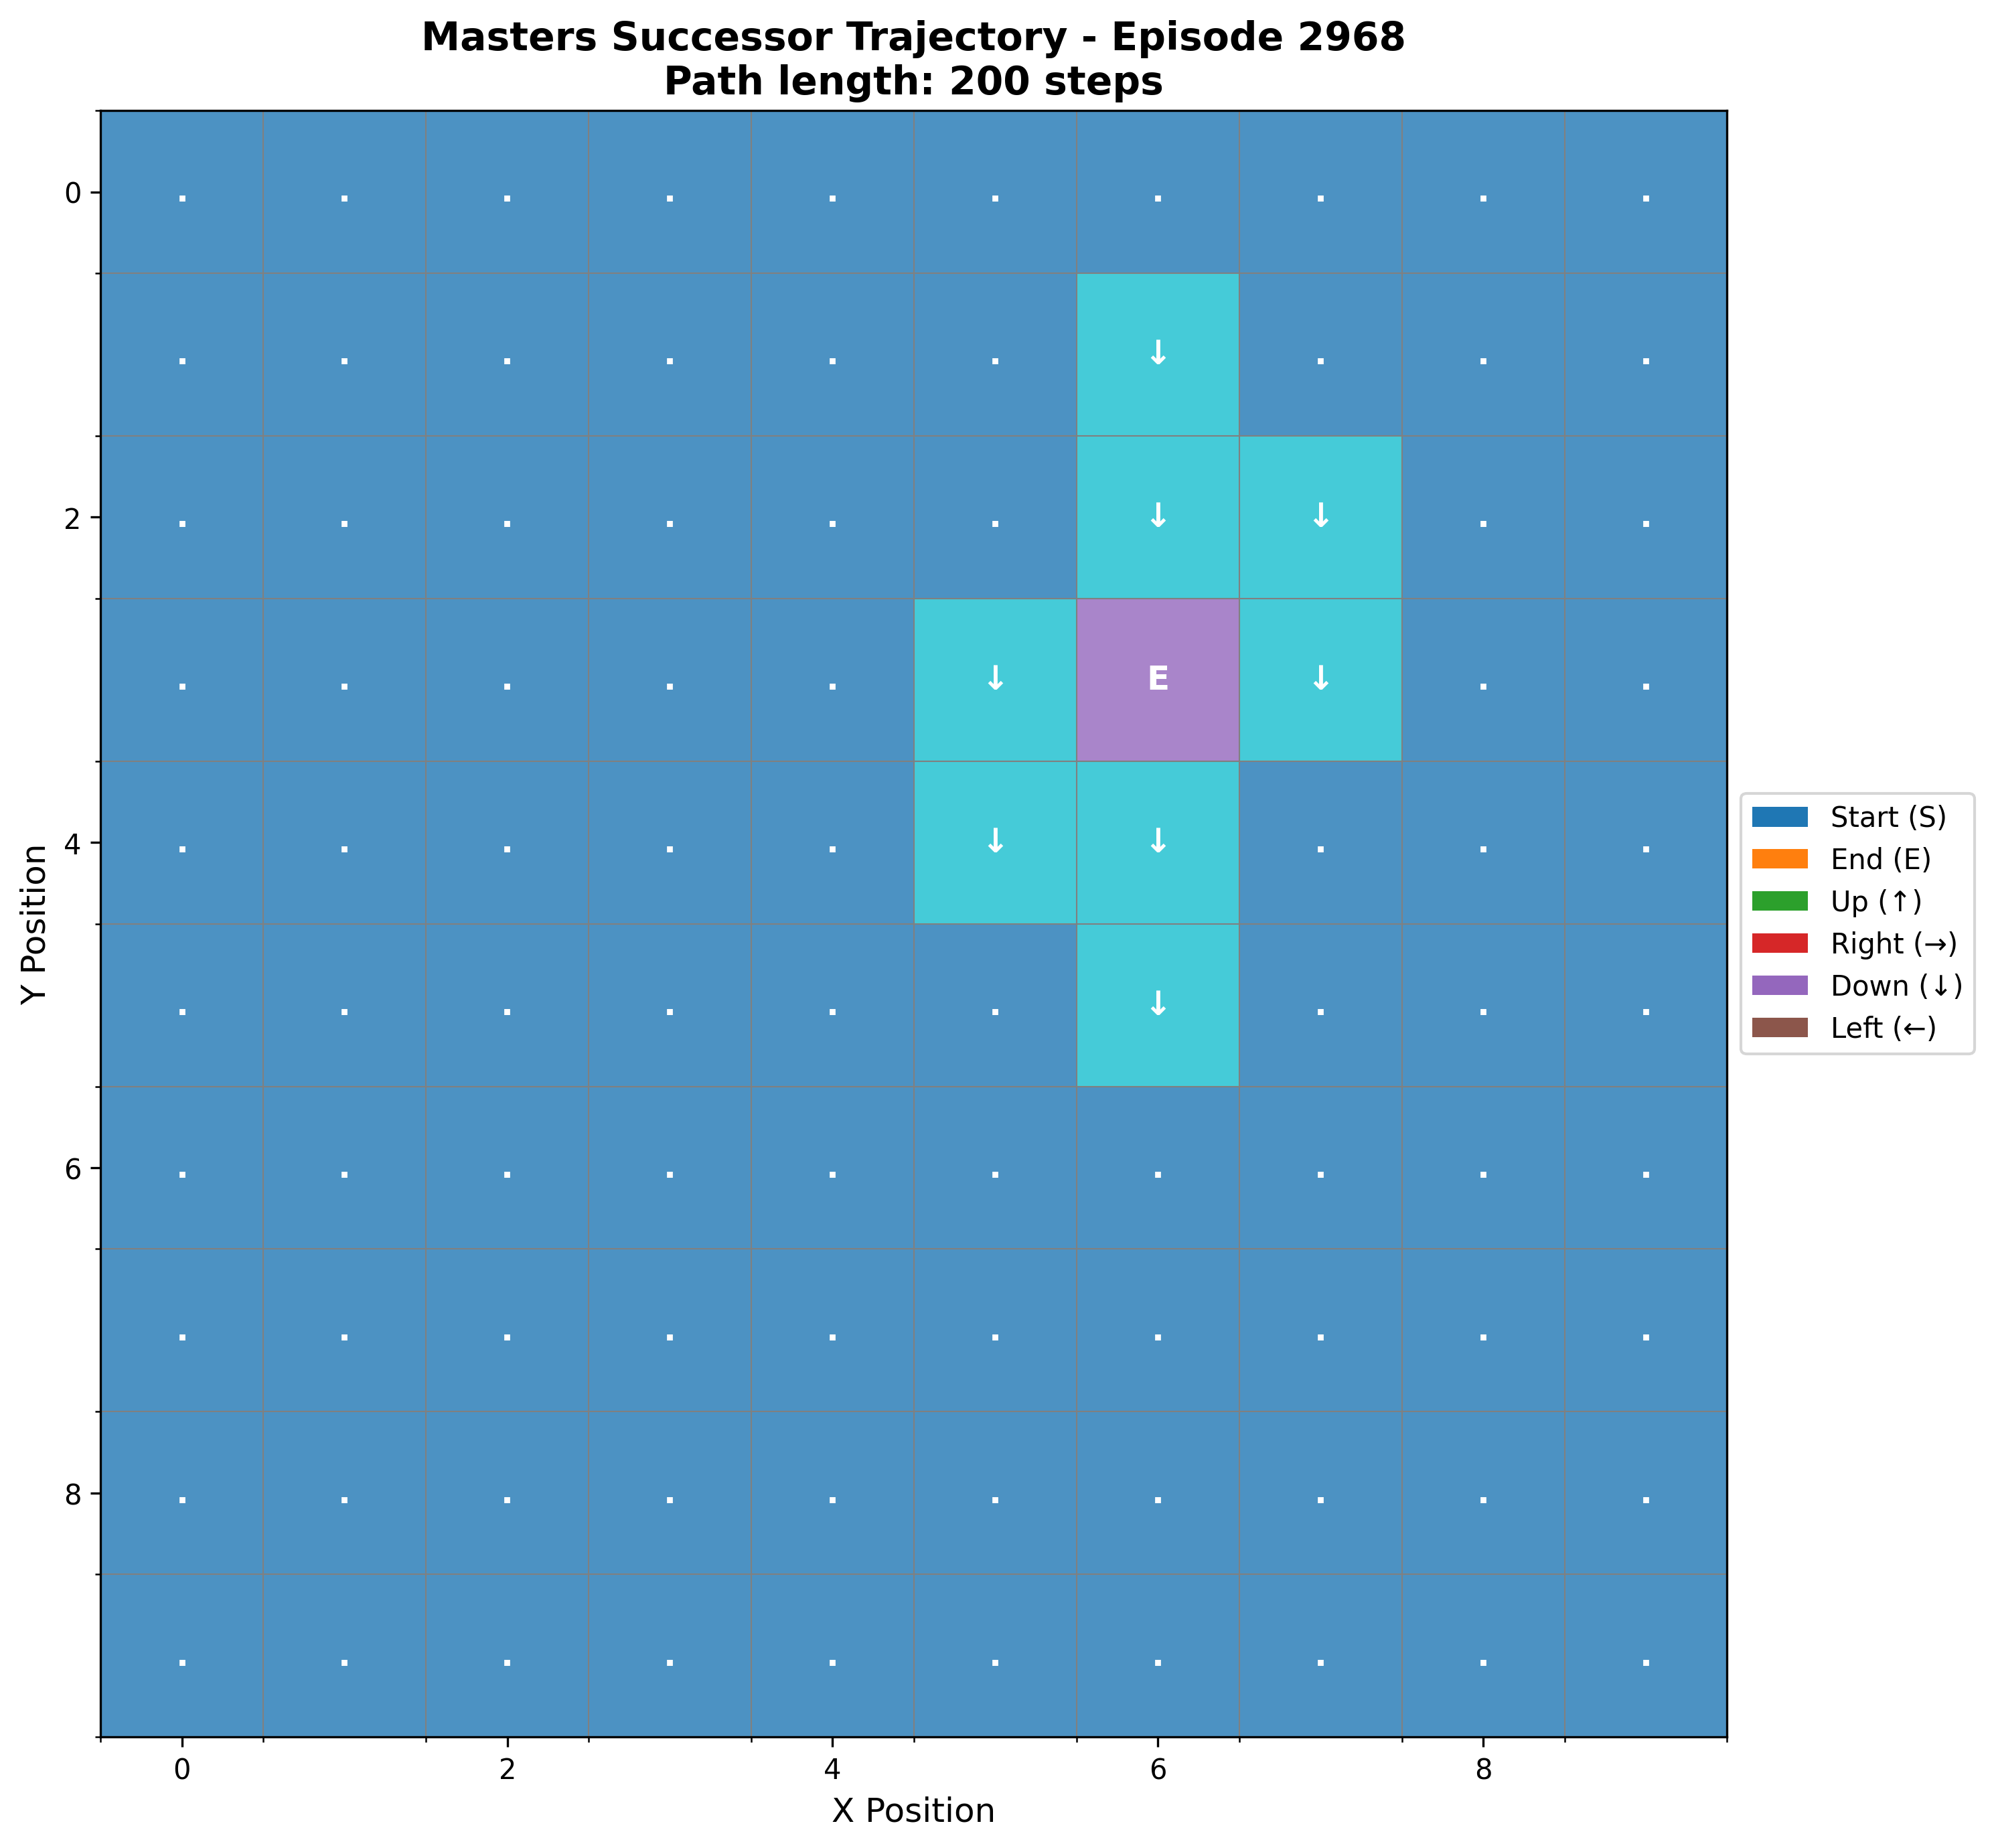 Masters Successor Trajectory - Episode 2968
Path length: 200 steps
0
↓
2
↓ ↓
↓ E ↓
4
↓ ↓
↓
6
8
Y Position
0 2 4 6 8
X Position
Start (S)
End (E)
Up (↑)
Right (→)
Down (↓)
Left (←)